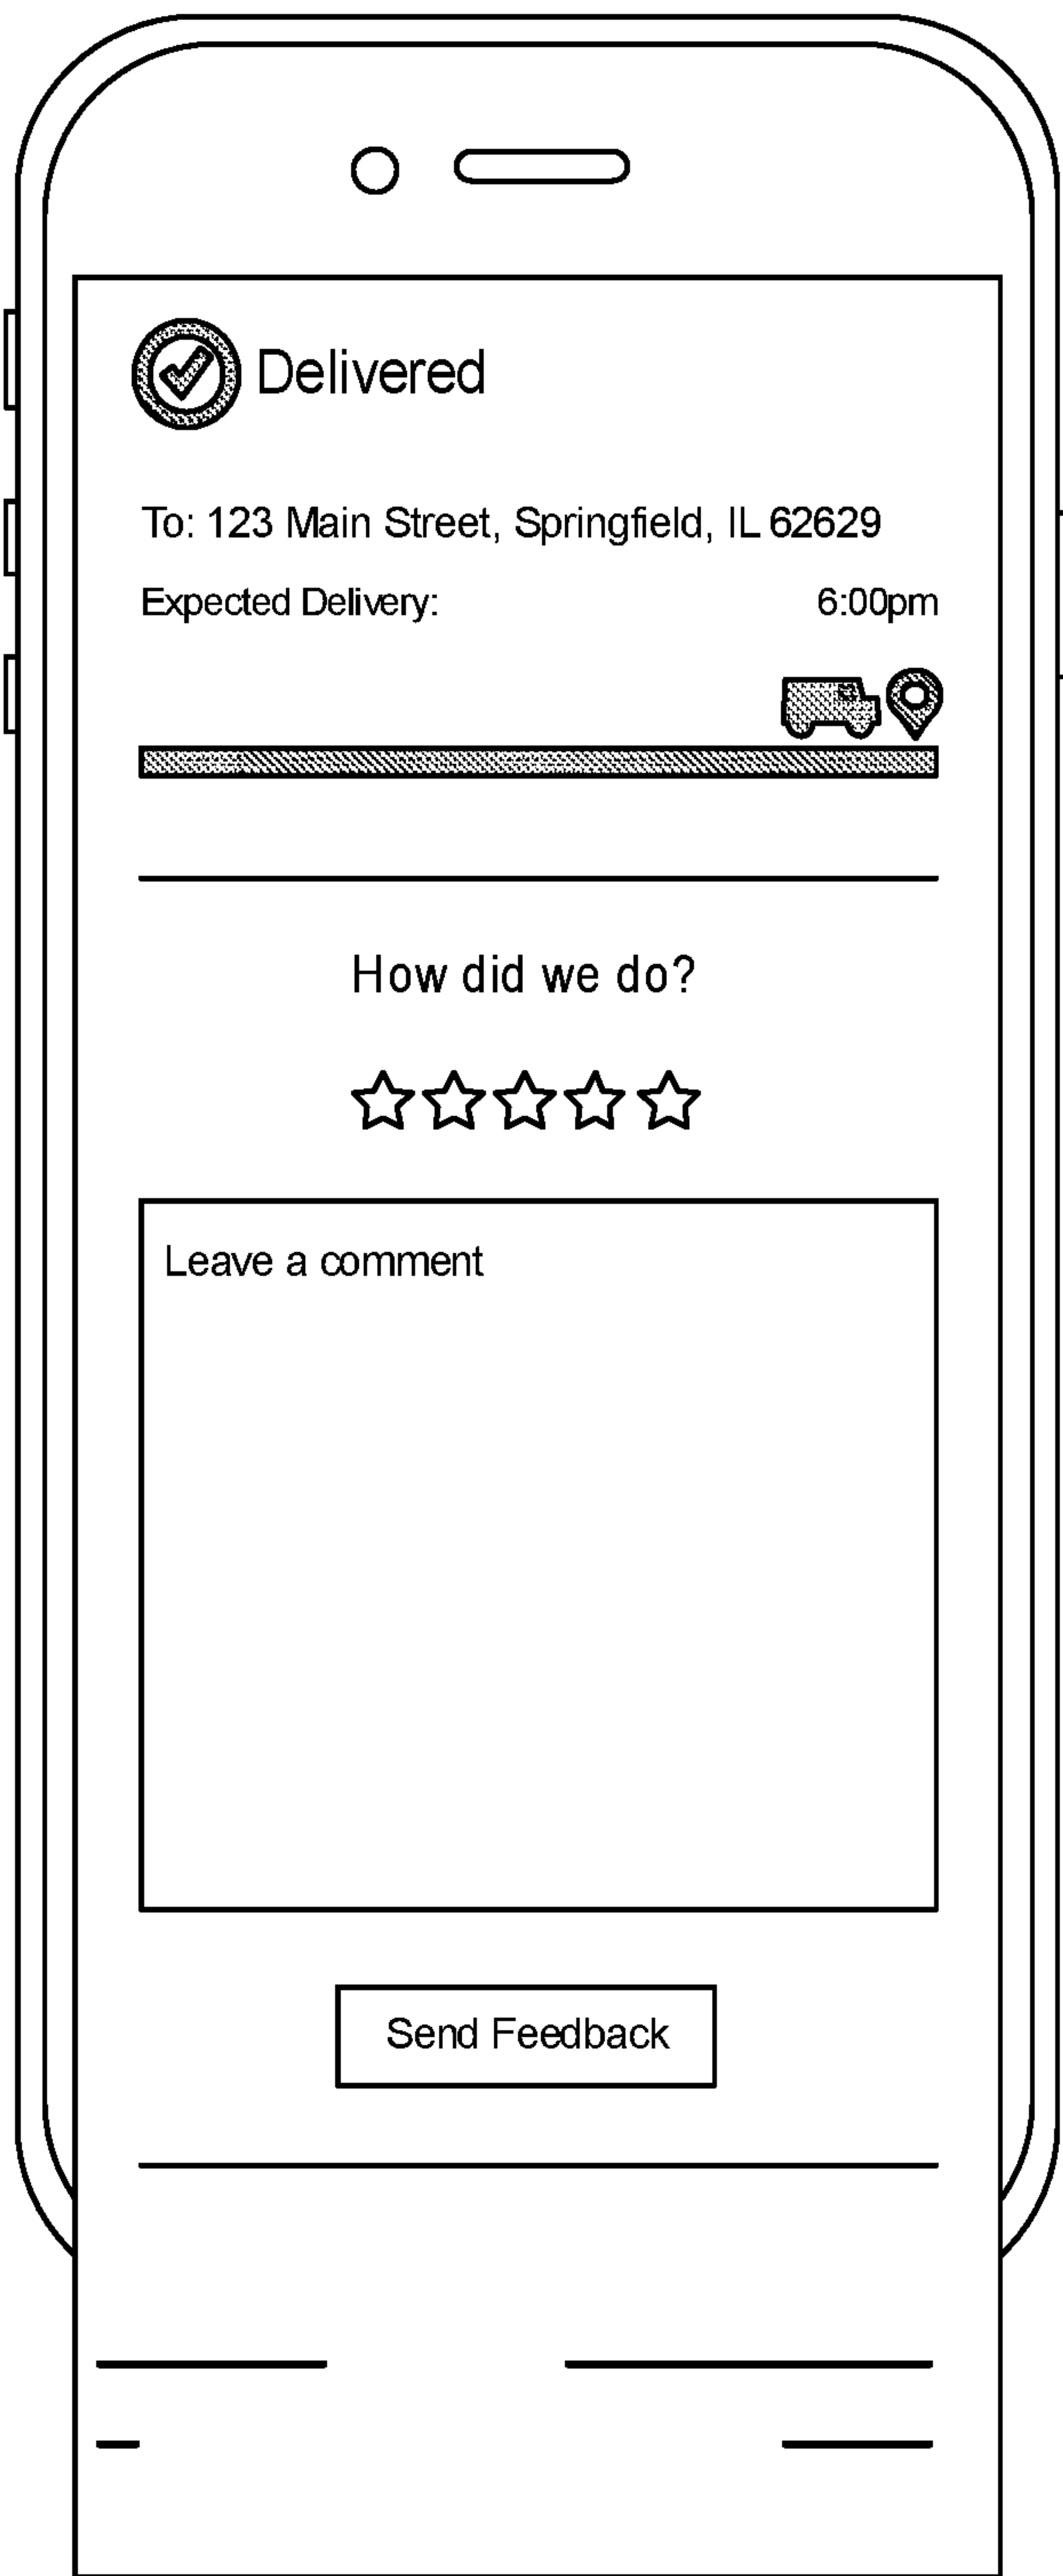 Delivered
To: 123 Main Street, Springfield, IL 62629
Expected Delivery: 6:00pm
How did we do?
Leave a comment
Send Feedback